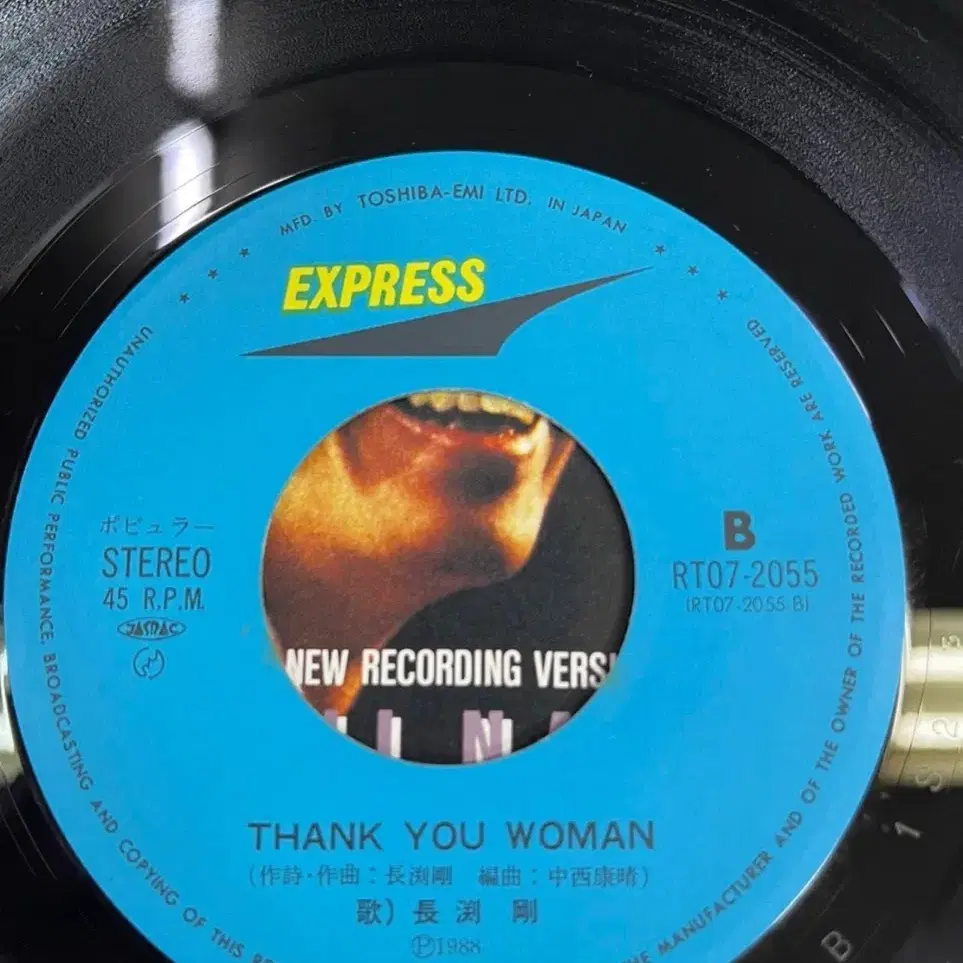 MFD. BY TOSHIBA-EMI LTD. IN JAPAN
EXPRESS
ポピュラー
STEREO
45 R.P.M.
JASRAC
B
RT07-2055
(RT07-2055 B)
NEW RECORDING VERSI
THANK YOU WOMAN
(作詩・作曲：長渕剛 編曲：中西康晴)
歌) 長渕 剛
Ⓟ1988
UNAUTHORIZED PUBLIC PERFORMANCE, BROADCASTING AND COPYING OF THIS
THE MANUFACTURER AND OF THE OWNER OF THE RECORDED WORK ARE RESERVED